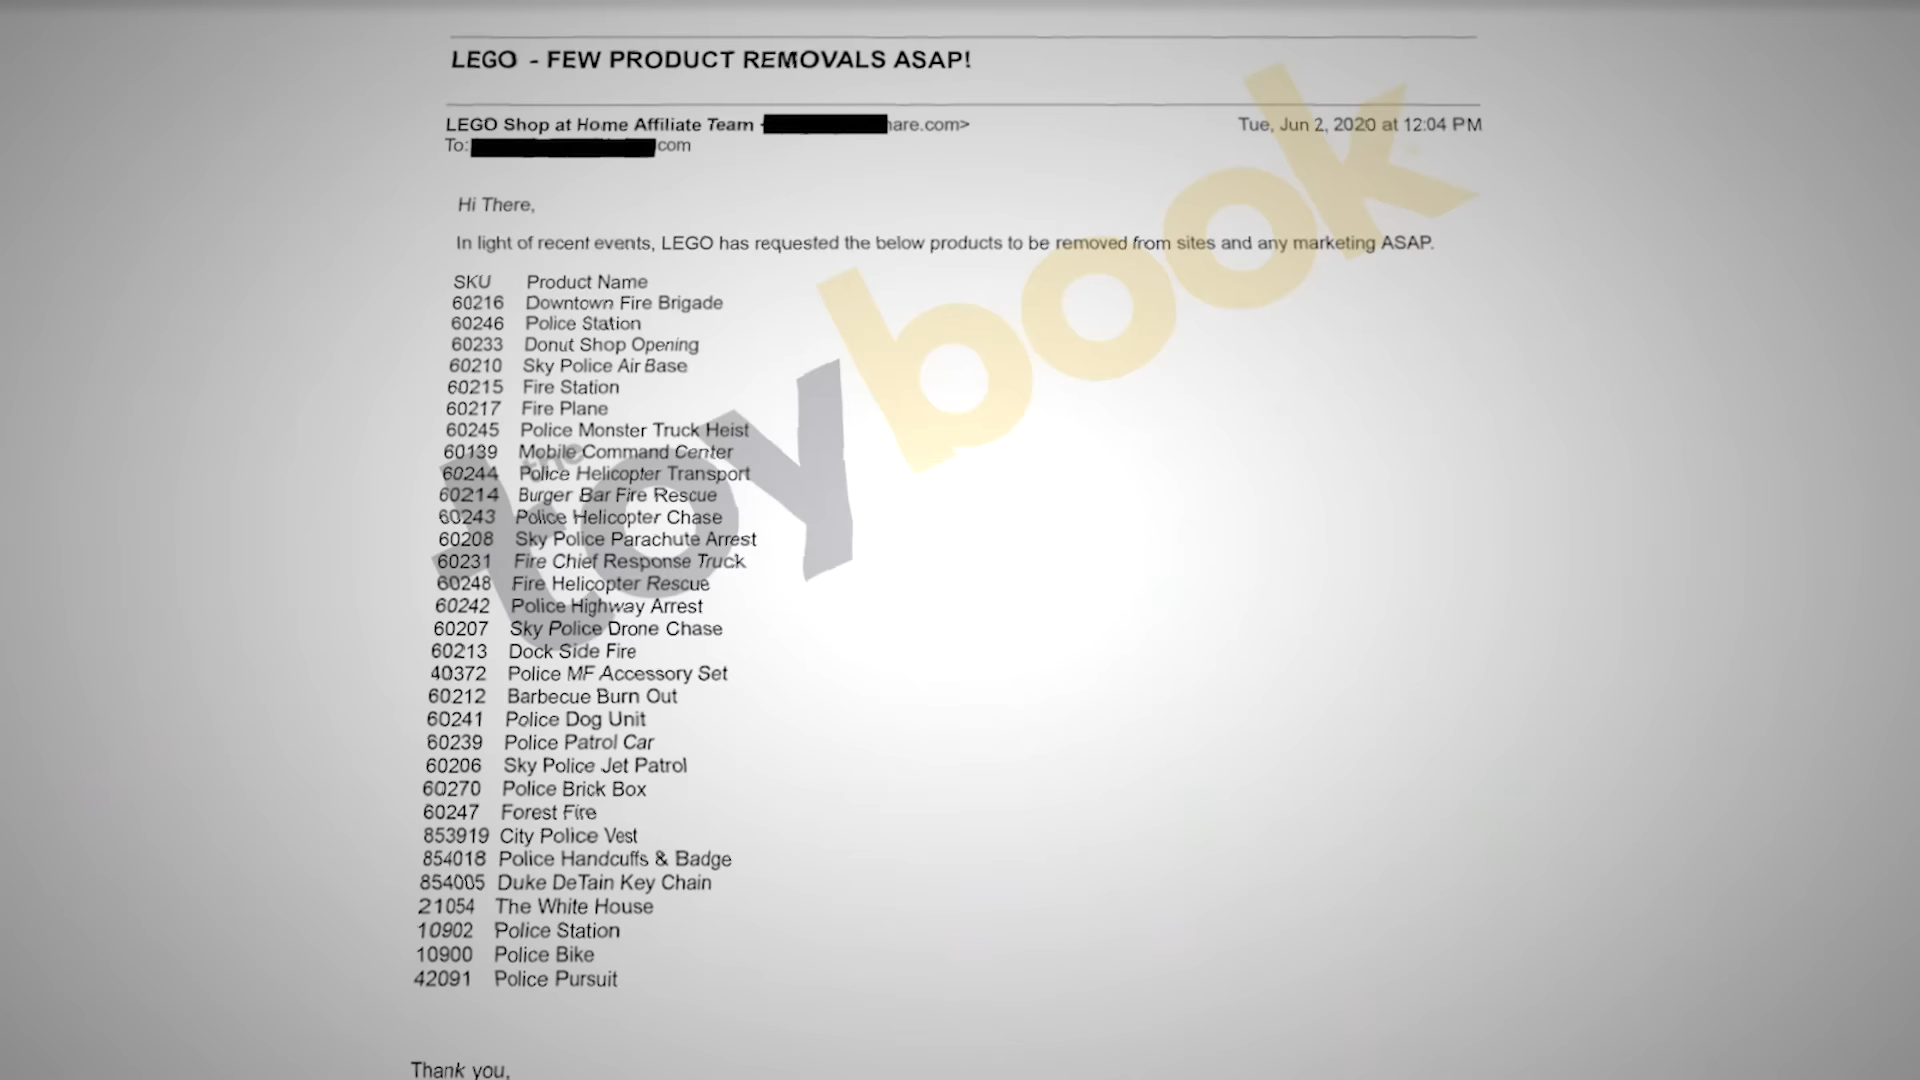 LEGO - FEW PRODUCT REMOVALS ASAP!
LEGO Shop at Home Affiliate Team hare.com> Tue, Jun 2, 2020 at 12:04 PM
To: com
Hi There,
In light of recent events, LEGO has requested the below products to be removed from sites and any marketing ASAP.
SKU Product Name
60216 Downtown Fire Brigade
60246 Police Station
60233 Donut Shop Opening
60210 Sky Police Air Base
60215 Fire Station
60217 Fire Plane
60245 Police Monster Truck Heist
60139 Mobile Command Center
60244 Police Helicopter Transport
60214 Burger Bar Fire Rescue
60243 Police Helicopter Chase
60208 Sky Police Parachute Arrest
60231 Fire Chief Response Truck
60248 Fire Helicopter Rescue
60242 Police Highway Arrest
60207 Sky Police Drone Chase
60213 Dock Side Fire
40372 Police MF Accessory Set
60212 Barbecue Burn Out
60241 Police Dog Unit
60239 Police Patrol Car
60206 Sky Police Jet Patrol
60270 Police Brick Box
60247 Forest Fire
853919 City Police Vest
854018 Police Handcuffs & Badge
854005 Duke DeTain Key Chain
21054 The White House
10902 Police Station
10900 Police Bike
42091 Police Pursuit
Thank you,
the toy book